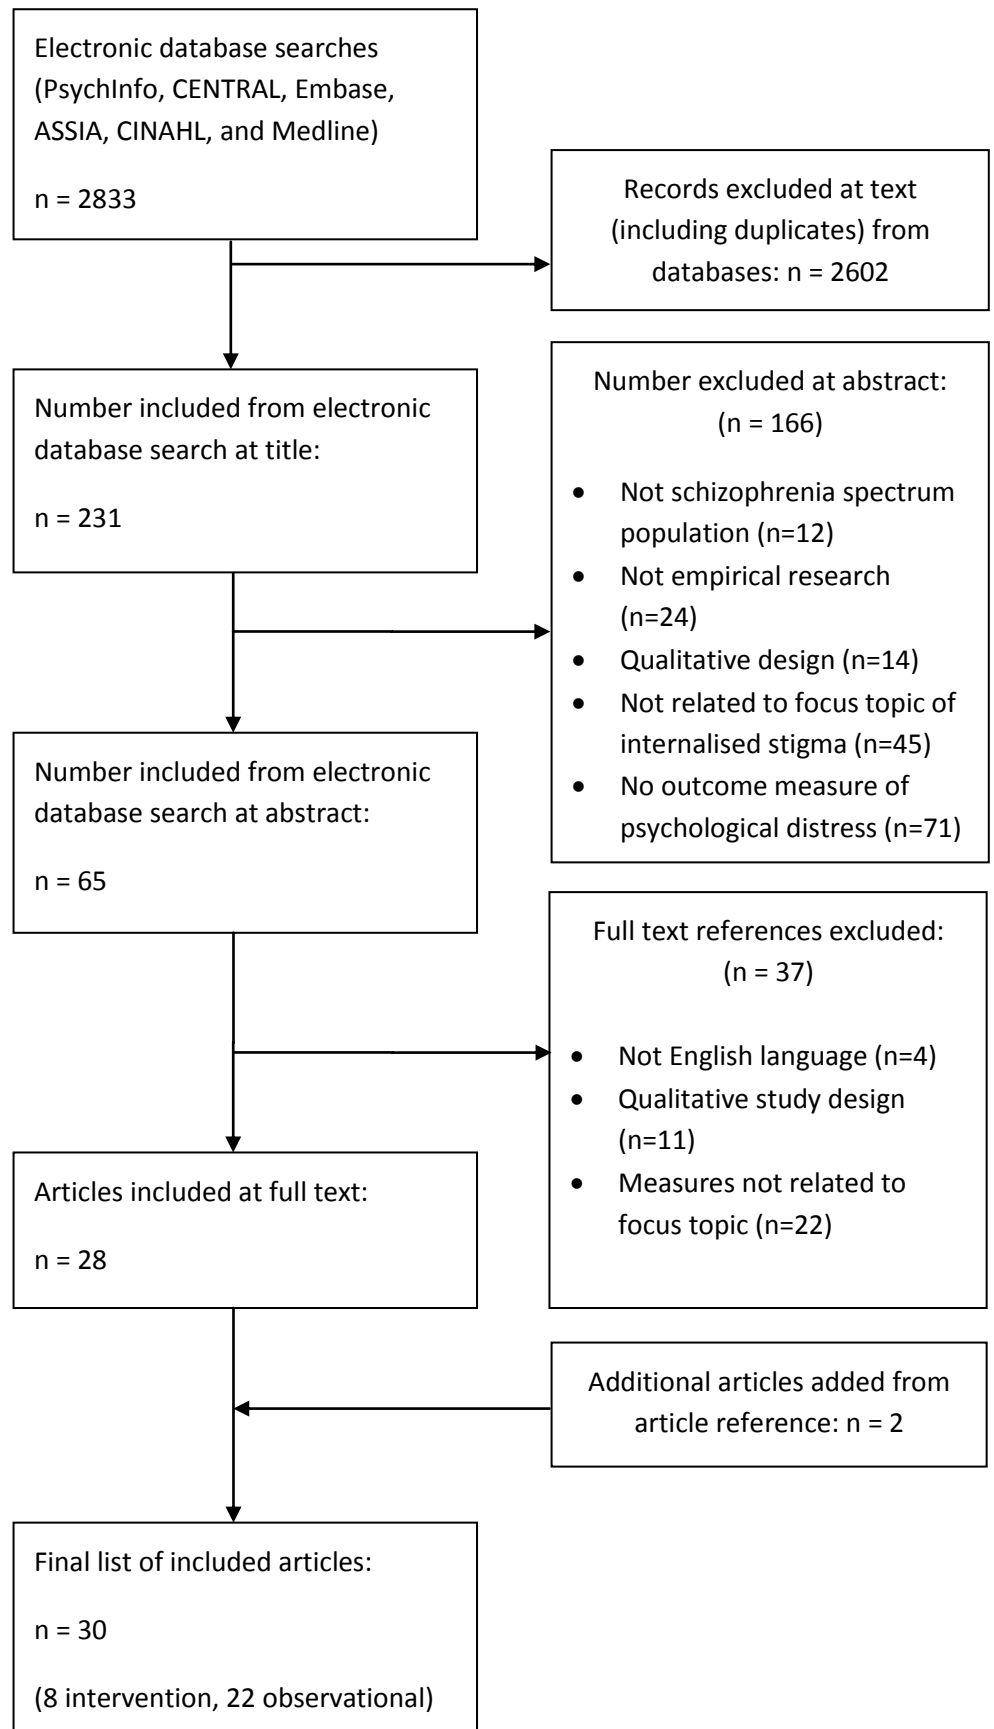 Electronic database searches
(PsychInfo, CENTRAL, Embase,
ASSIA, CINAHL, and Medline)
n = 2833
Records excluded at text
(including duplicates) from
databases: n = 2602
Number included from electronic
database search at title:
n = 231
Number excluded at abstract:
(n = 166)
• Not schizophrenia spectrum
population (n=12)
• Not empirical research
(n=24)
• Qualitative design (n=14)
• Not related to focus topic of
internalised stigma (n=45)
• No outcome measure of
psychological distress (n=71)
Number included from electronic
database search at abstract:
n = 65
Full text references excluded:
(n = 37)
• Not English language (n=4)
• Qualitative study design
(n=11)
• Measures not related to
focus topic (n=22)
Articles included at full text:
n = 28
Additional articles added from
article reference: n = 2
Final list of included articles:
n = 30
(8 intervention, 22 observational)